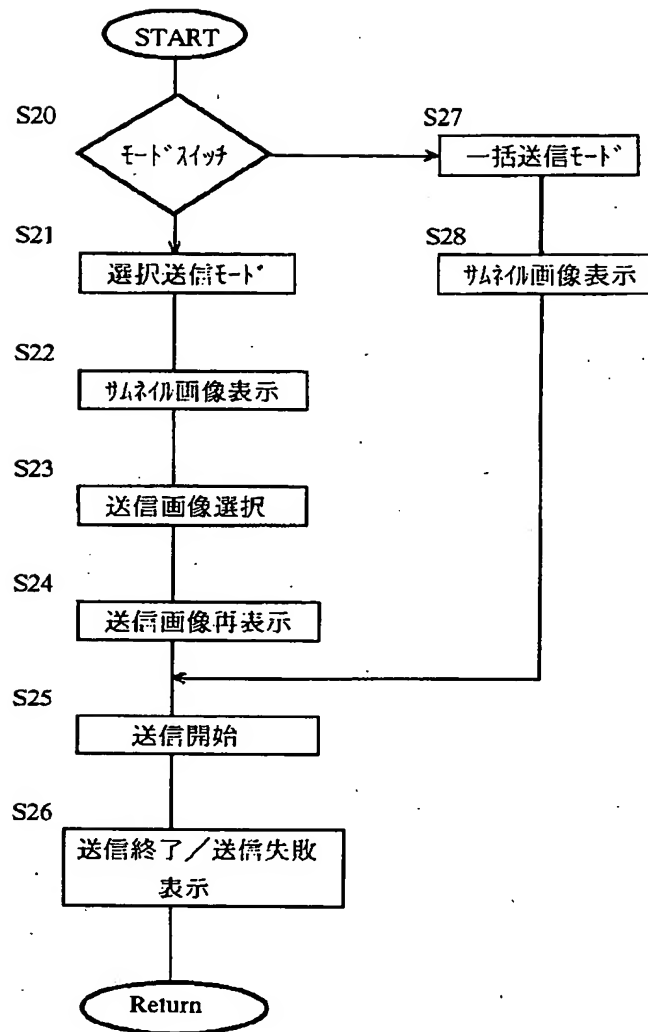 START
S20
モードスイッチ
S27
一括送信モード
S21
選択送信モード
S28
サムネイル画像表示
S22
サムネイル画像表示
S23
送信画像選択
S24
送信画像再表示
S25
送信開始
S26
送信終了/送信失敗
表示
Return